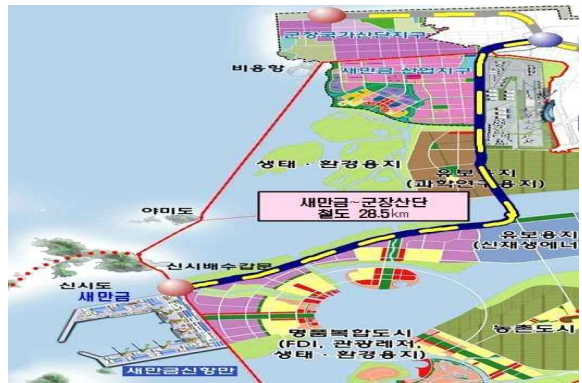 군장국가산단지구
비응항
새만금 산업지구
생태·환경용지
유보용지
(과학연구용지)
새만금~군장산단
철도 28.5km
야미도
유보용지
(신재생에너
신시배수갑문
신시도
새만금
명품복합도시
(FDI, 관광레저,
생태·환경용지)
농촌도시
새만금신항만